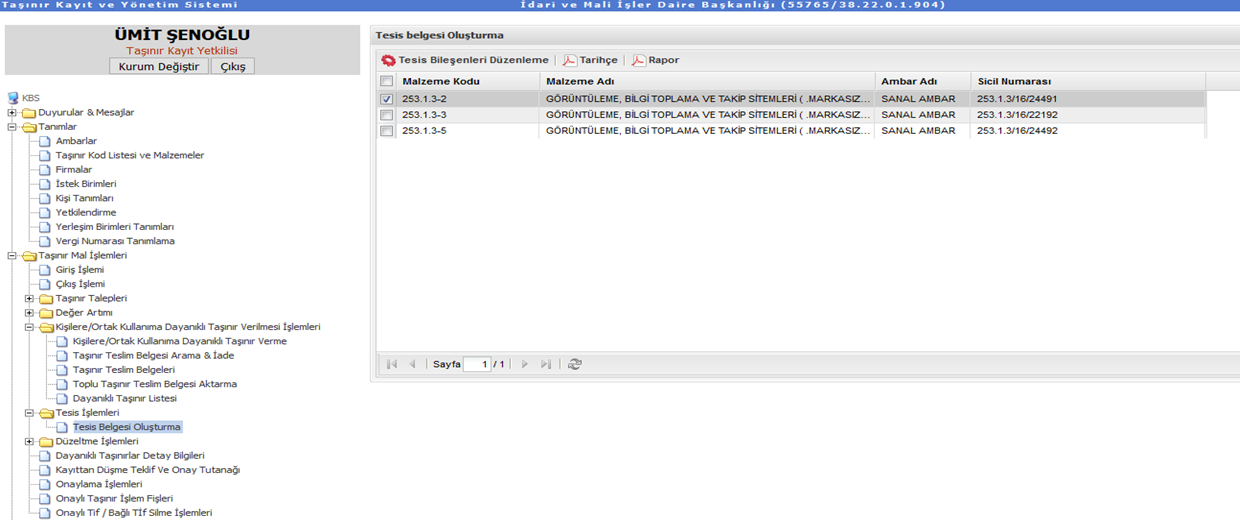 Taşınır Kayıt ve Yönetim Sistemi
İdari ve Mali İşler Daire Başkanlığı (55765/38.22.0.1.904)
ÜMİT ŞENOĞLU
Taşınır Kayıt Yetkilisi
Kurum Değiştir Çıkış
KBS
Duyurular & Mesajlar
Tanımlar
Ambarlar
Taşınır Kod Listesi ve Malzemeler
Firmalar
İstek Birimleri
Kişi Tanımları
Yetkilendirme
Yerleşim Birimleri Tanımları
Vergi Numarası Tanımlama
Taşınır Mal İşlemleri
Giriş İşlemi
Çıkış İşlemi
Taşınır Talepleri
Değer Artımı
Kişilere/Ortak Kullanıma Dayanıklı Taşınır Verilmesi İşlemleri
Kişilere/Ortak Kullanıma Dayanıklı Taşınır Verme
Taşınır Teslim Belgesi Arama & İade
Taşınır Teslim Belgeleri
Toplu Taşınır Teslim Belgesi Aktarma
Dayanıklı Taşınır Listesi
Tesis İşlemleri
Tesis Belgesi Oluşturma
Düzeltme İşlemleri
Dayanıklı Taşınırlar Detay Bilgileri
Kayıttan Düşme Teklif Ve Onay Tutanağı
Onaylama İşlemleri
Onaylı Taşınır İşlem Fişleri
Onaylı Tif / Bağlı Tİf Silme İşlemleri
Tesis belgesi Oluşturma
Tesis Bileşenleri Düzenleme Tarihçe Rapor
Malzeme Kodu Malzeme Adı Ambar Adı Sicil Numarası
253.1.3-2 GÖRÜNTÜLEME, BİLGİ TOPLAMA VE TAKİP SİTEMLERİ ( .MARKASIZ... SANAL AMBAR 253.1.3/16/24491
253.1.3-3 GÖRÜNTÜLEME, BİLGİ TOPLAMA VE TAKİP SİTEMLERİ ( .MARKASIZ... SANAL AMBAR 253.1.3/16/22192
253.1.3-5 GÖRÜNTÜLEME, BİLGİ TOPLAMA VE TAKİP SİTEMLERİ ( .MARKASIZ... SANAL AMBAR 253.1.3/16/24492
Sayfa 1 / 1